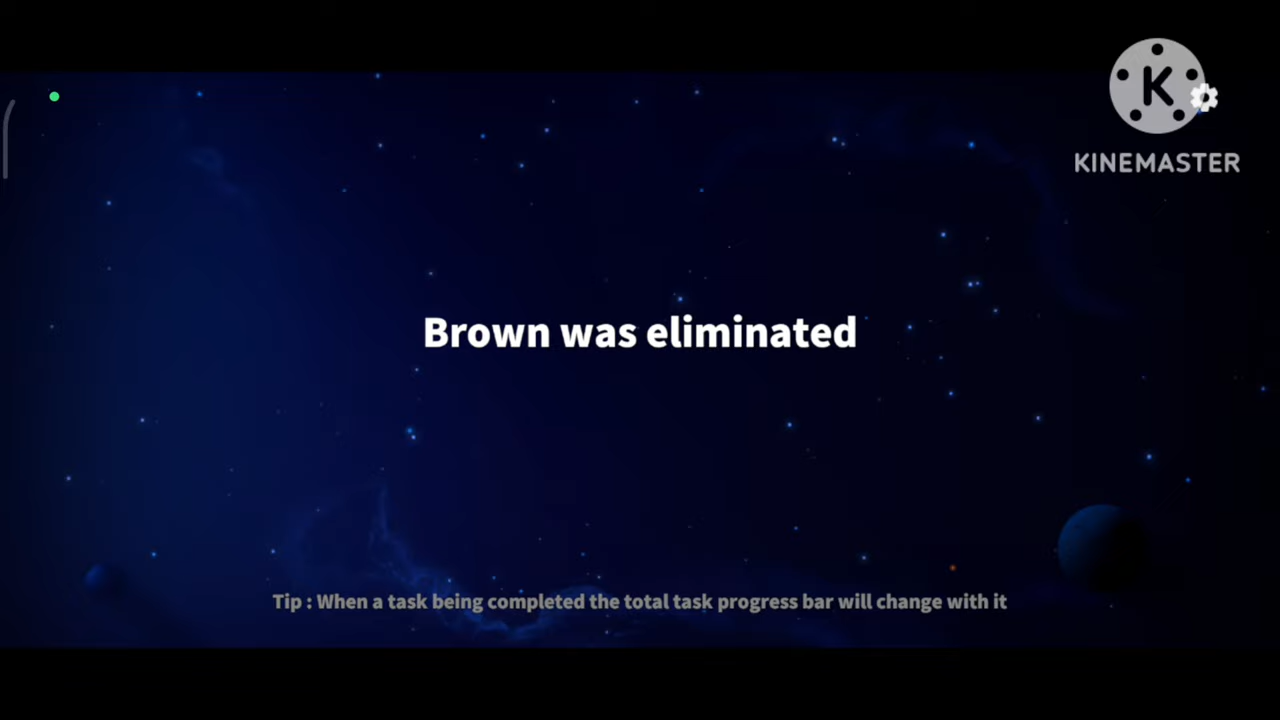 K
KINEMASTER
Brown was eliminated
Tip : When a task being completed the total task progress bar will change with it